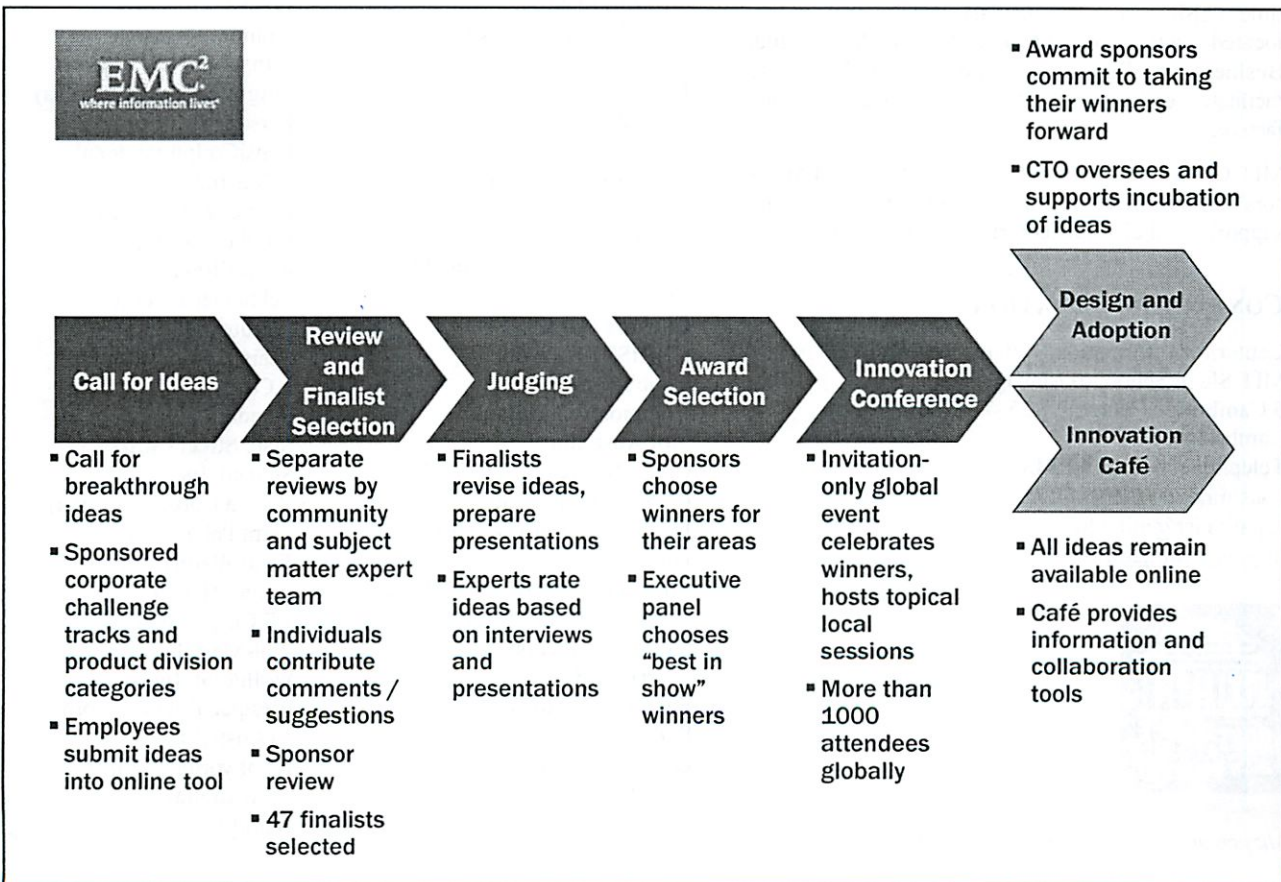 EMC²
where information lives®
Call for Ideas
▪ Call for
breakthrough
ideas
▪ Sponsored
corporate
challenge
tracks and
product division
categories
▪ Employees
submit ideas
into online tool
Review
and
Finalist
Selection
▪ Separate
reviews by
community
and subject
matter expert
team
▪ Individuals
contribute
comments /
suggestions
▪ Sponsor
review
▪ 47 finalists
selected
Judging
▪ Finalists
revise ideas,
prepare
presentations
▪ Experts rate
ideas based
on interviews
and
presentations
Award
Selection
▪ Sponsors
choose
winners for
their areas
▪ Executive
panel
chooses
“best in
show”
winners
Innovation
Conference
▪ Invitation-
only global
event
celebrates
winners,
hosts topical
local
sessions
▪ More than
1000
attendees
globally
▪ Award sponsors
commit to taking
their winners
forward
▪ CTO oversees and
supports incubation
of ideas
Design and
Adoption
Innovation
Café
▪ All ideas remain
available online
▪ Café provides
information and
collaboration
tools